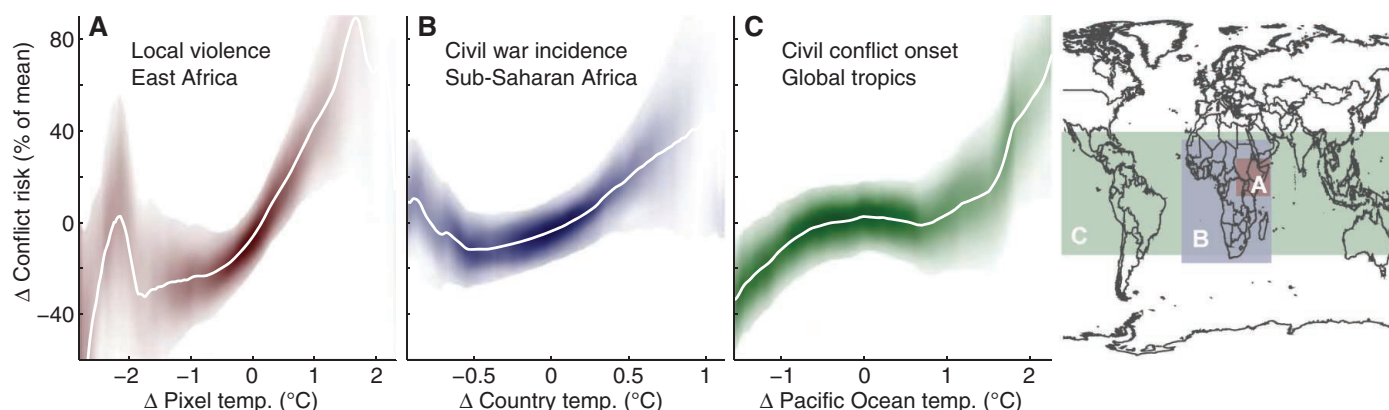 A
Local violence
East Africa
B
Civil war incidence
Sub-Saharan Africa
C
Civil conflict onset
Global tropics
Δ Conflict risk (% of mean)
80
40
0
−40
−2 −1 0 1 2
Δ Pixel temp. (°C)
−0.5 0 0.5 1
Δ Country temp. (°C)
−1 0 1 2
Δ Pacific Ocean temp. (°C)
A
B
C